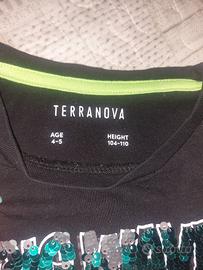 TERRANOVA
AGE HEIGHT
4-5 104-110